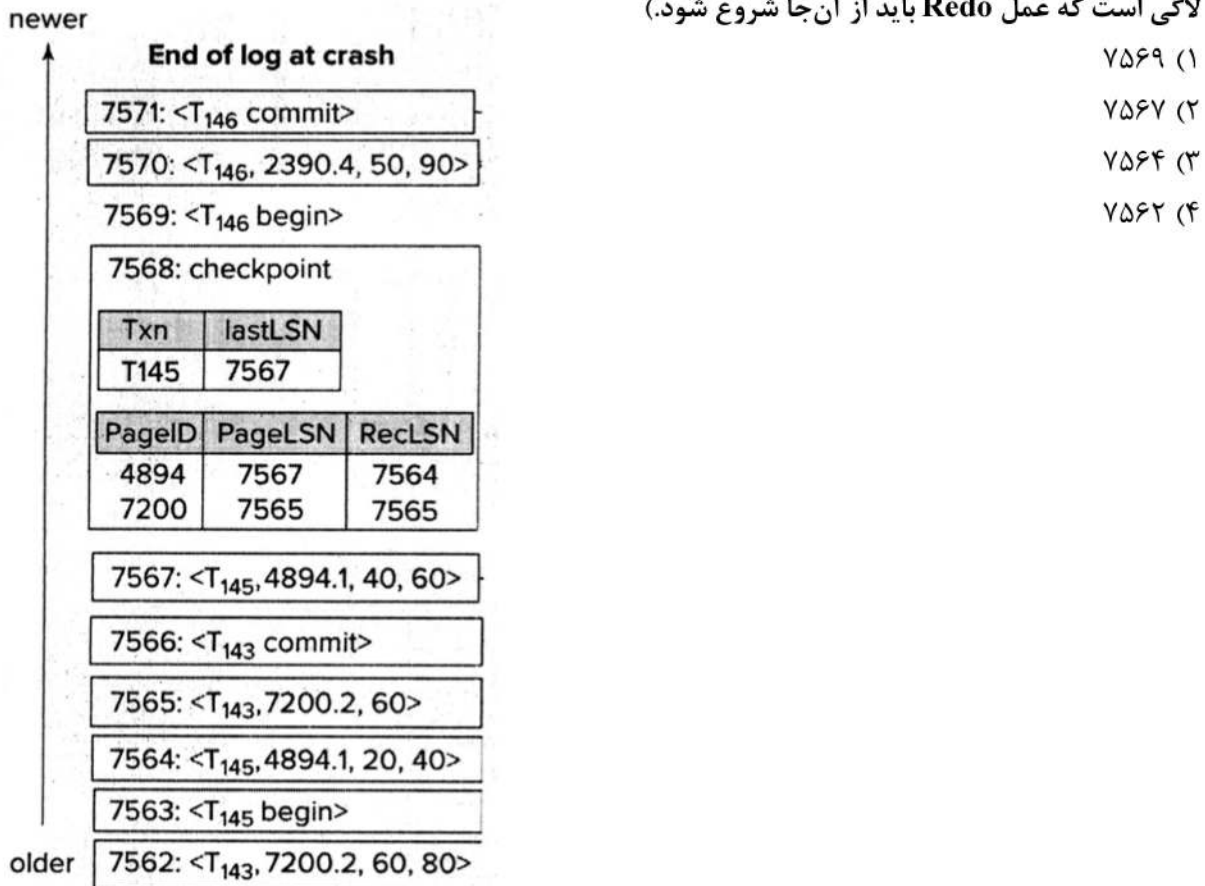 لاگی است که عمل Redo باید از آن‌جا شروع شود.)
۱) ۷۵۶۹
۲) ۷۵۶۷
۳) ۷۵۶۴
۴) ۷۵۶۲
newer
End of log at crash
7571: <T146 commit>
7570: <T146, 2390.4, 50, 90>
7569: <T146 begin>
7568: checkpoint
Txn lastLSN
T145 7567
PageID PageLSN RecLSN
4894 7567 7564
7200 7565 7565
7567: <T145, 4894.1, 40, 60>
7566: <T143 commit>
7565: <T143, 7200.2, 60>
7564: <T145, 4894.1, 20, 40>
7563: <T145 begin>
older
7562: <T143, 7200.2, 60, 80>